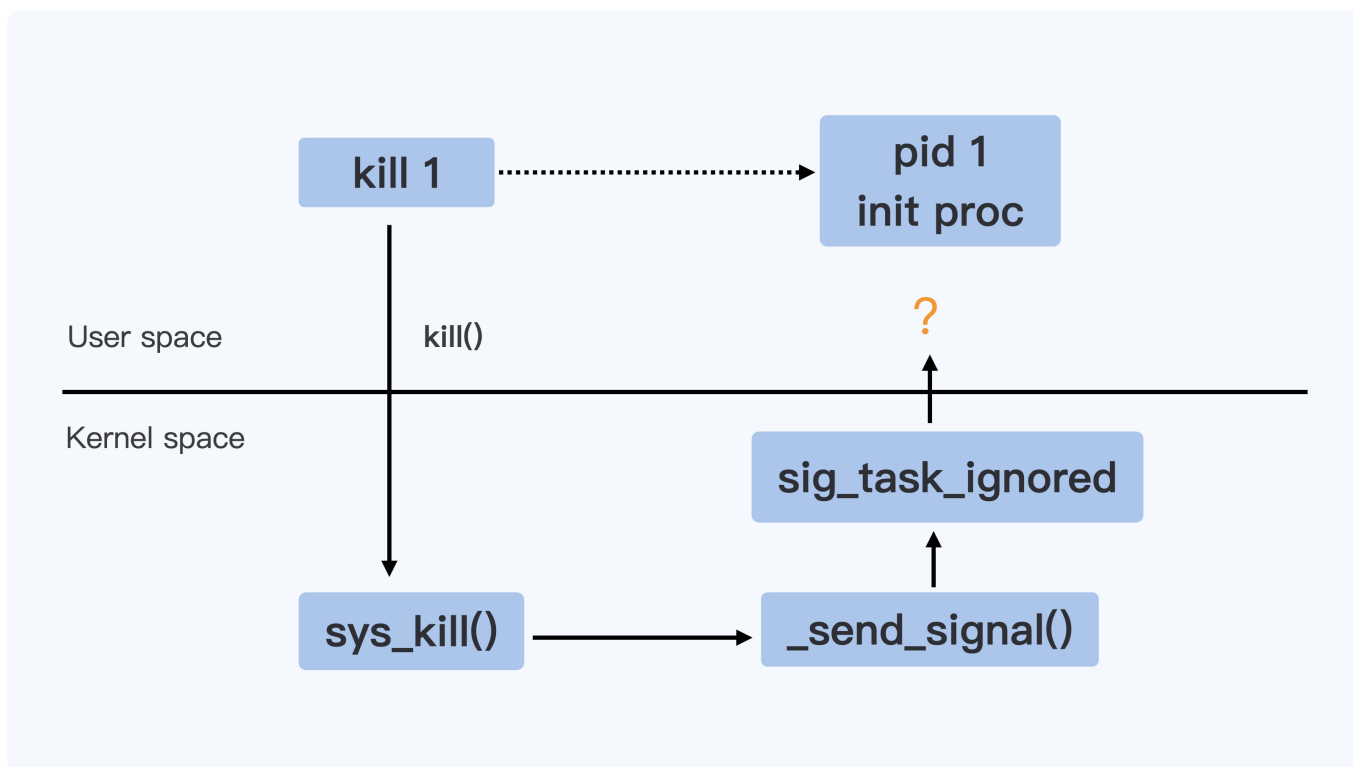 kill 1
pid 1
init proc
?
User space
kill()
Kernel space
sig_task_ignored
sys_kill()
_send_signal()